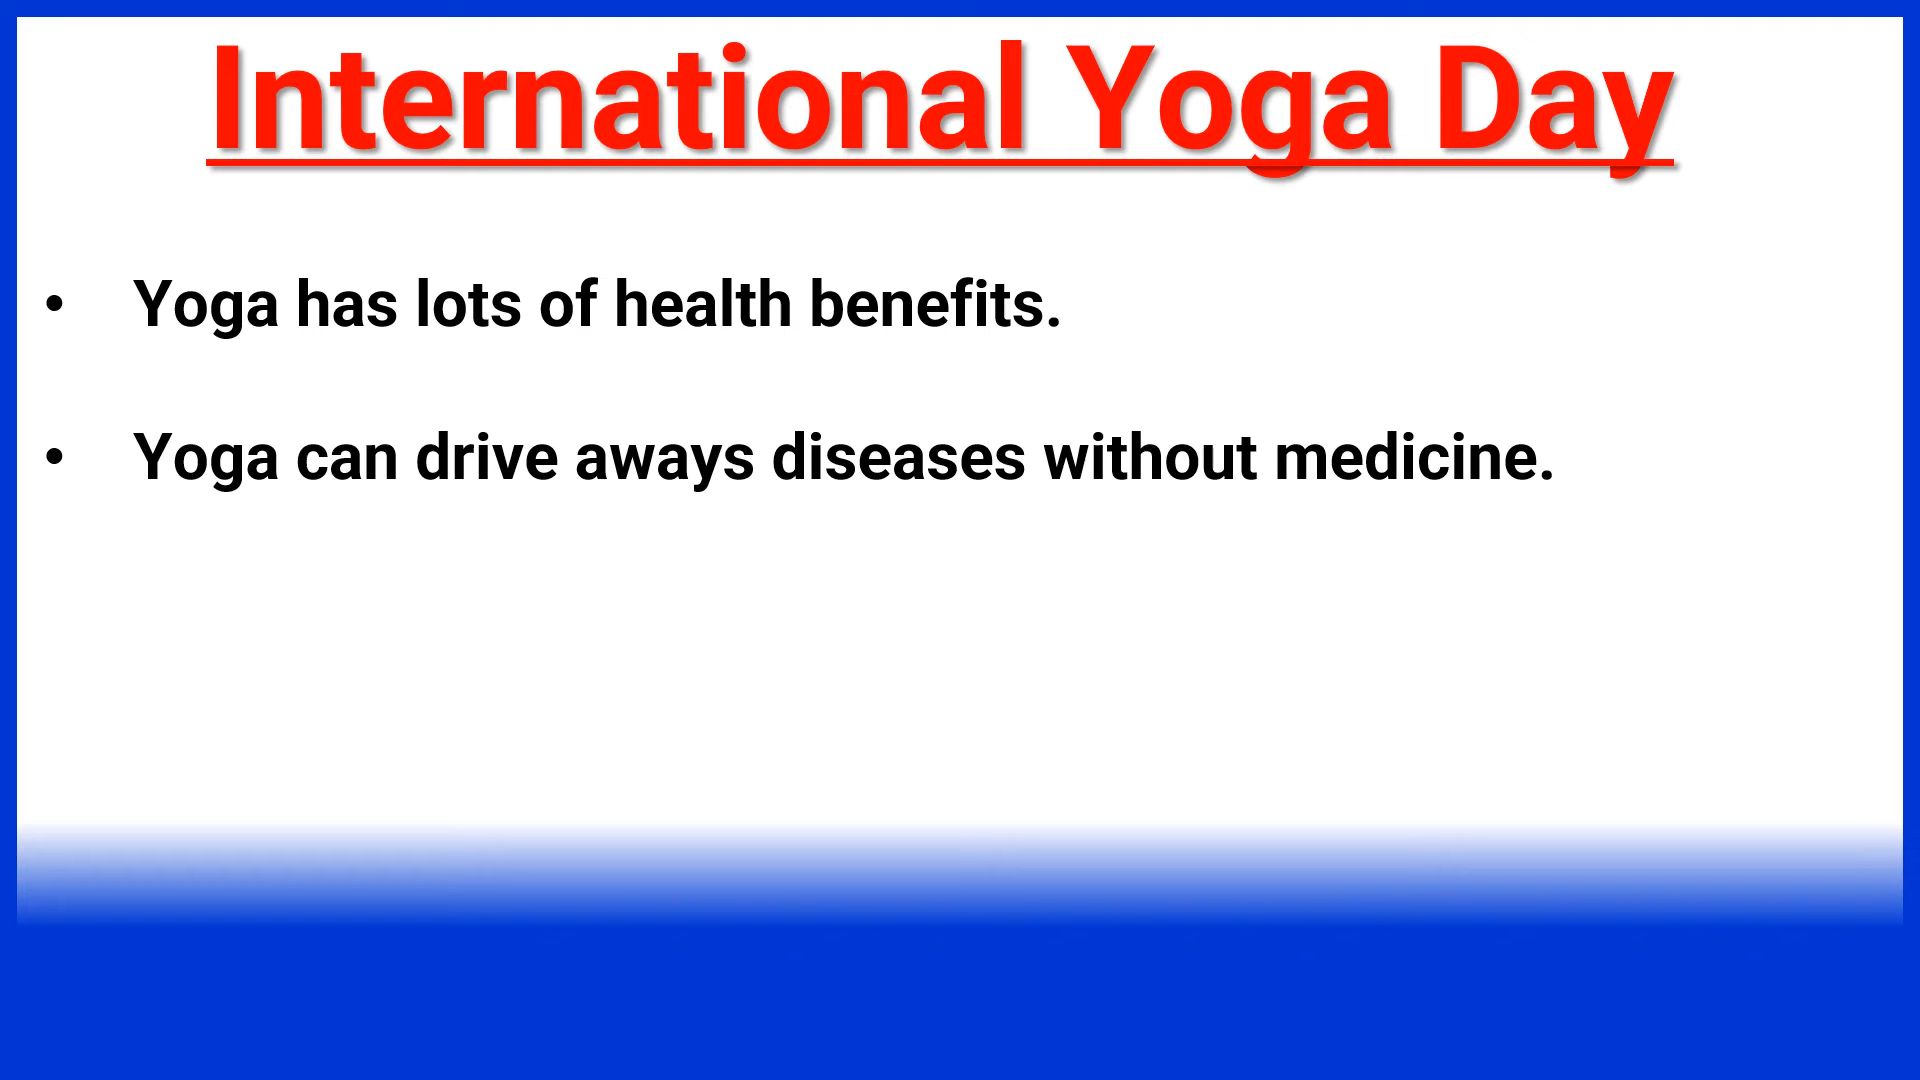 International Yoga Day
• Yoga has lots of health benefits.
• Yoga can drive aways diseases without medicine.